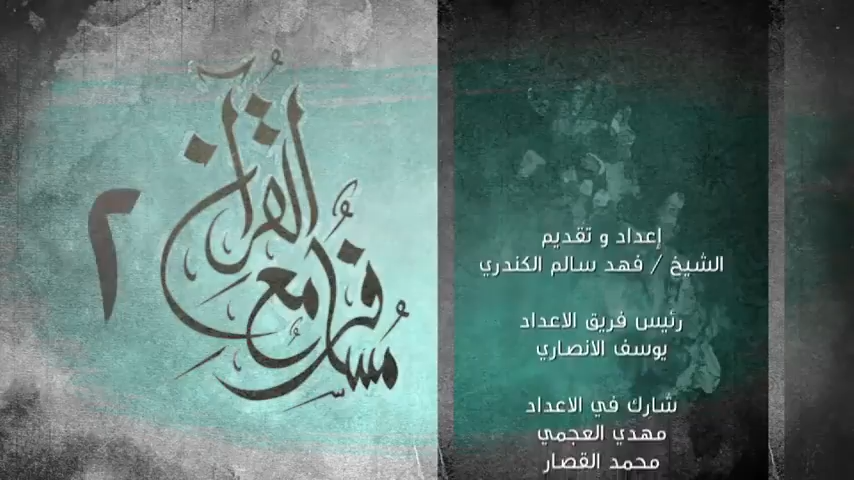 مُسافر مع القرآن
٢
إعداد و تقديم
الشيخ / فهد سالم الكندري
رئيس فريق الاعداد
يوسف الانصاري
شارك في الاعداد
مهدي العجمي
محمد القصار